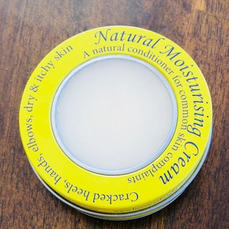 Natural Moisturising Cream
A natural conditioner for common skin complaints
Cracked heels, hands, elbows, dry & itchy skin